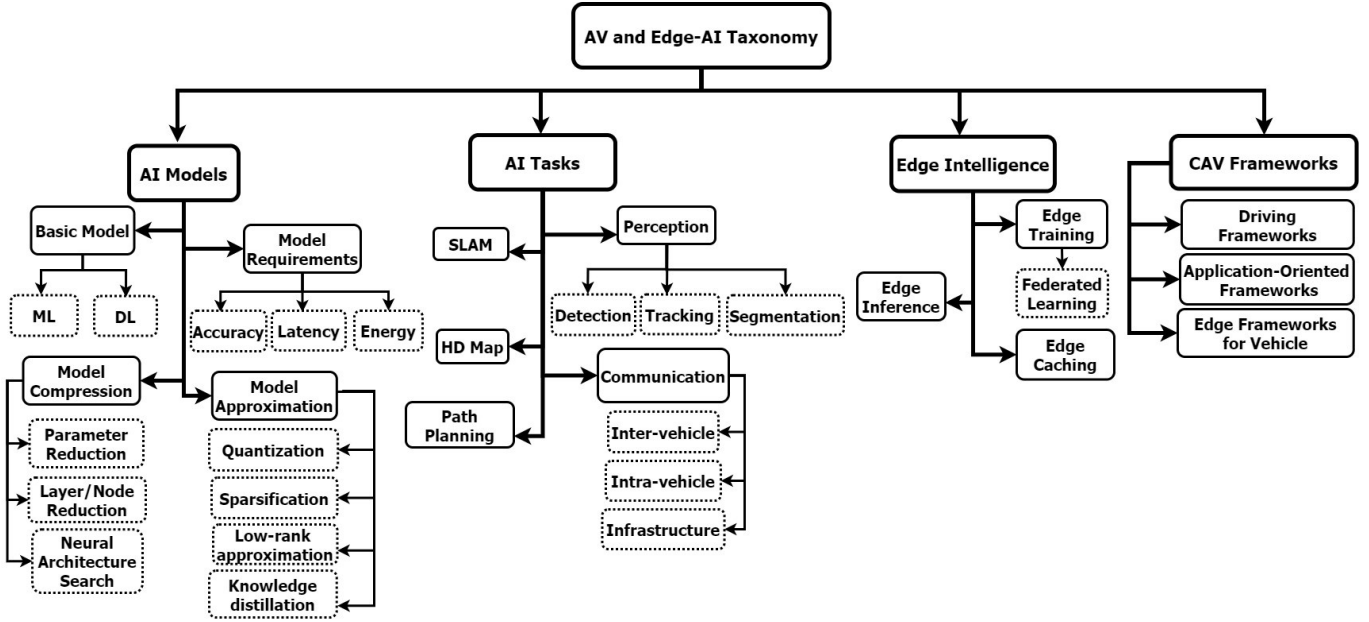 AV and Edge-AI Taxonomy
AI Models
Basic Model
ML
DL
Model
Requirements
Accuracy
Latency
Energy
Model
Compression
Parameter
Reduction
Layer/Node
Reduction
Neural
Architecture
Search
Model
Approximation
Quantization
Sparsification
Low-rank
approximation
Knowledge
distillation
AI Tasks
SLAM
Perception
Detection
Tracking
Segmentation
HD Map
Communication
Inter-vehicle
Intra-vehicle
Infrastructure
Path
Planning
Edge Intelligence
Edge
Training
Federated
Learning
Edge
Inference
Edge
Caching
CAV Frameworks
Driving
Frameworks
Application-Oriented
Frameworks
Edge Frameworks
for Vehicle